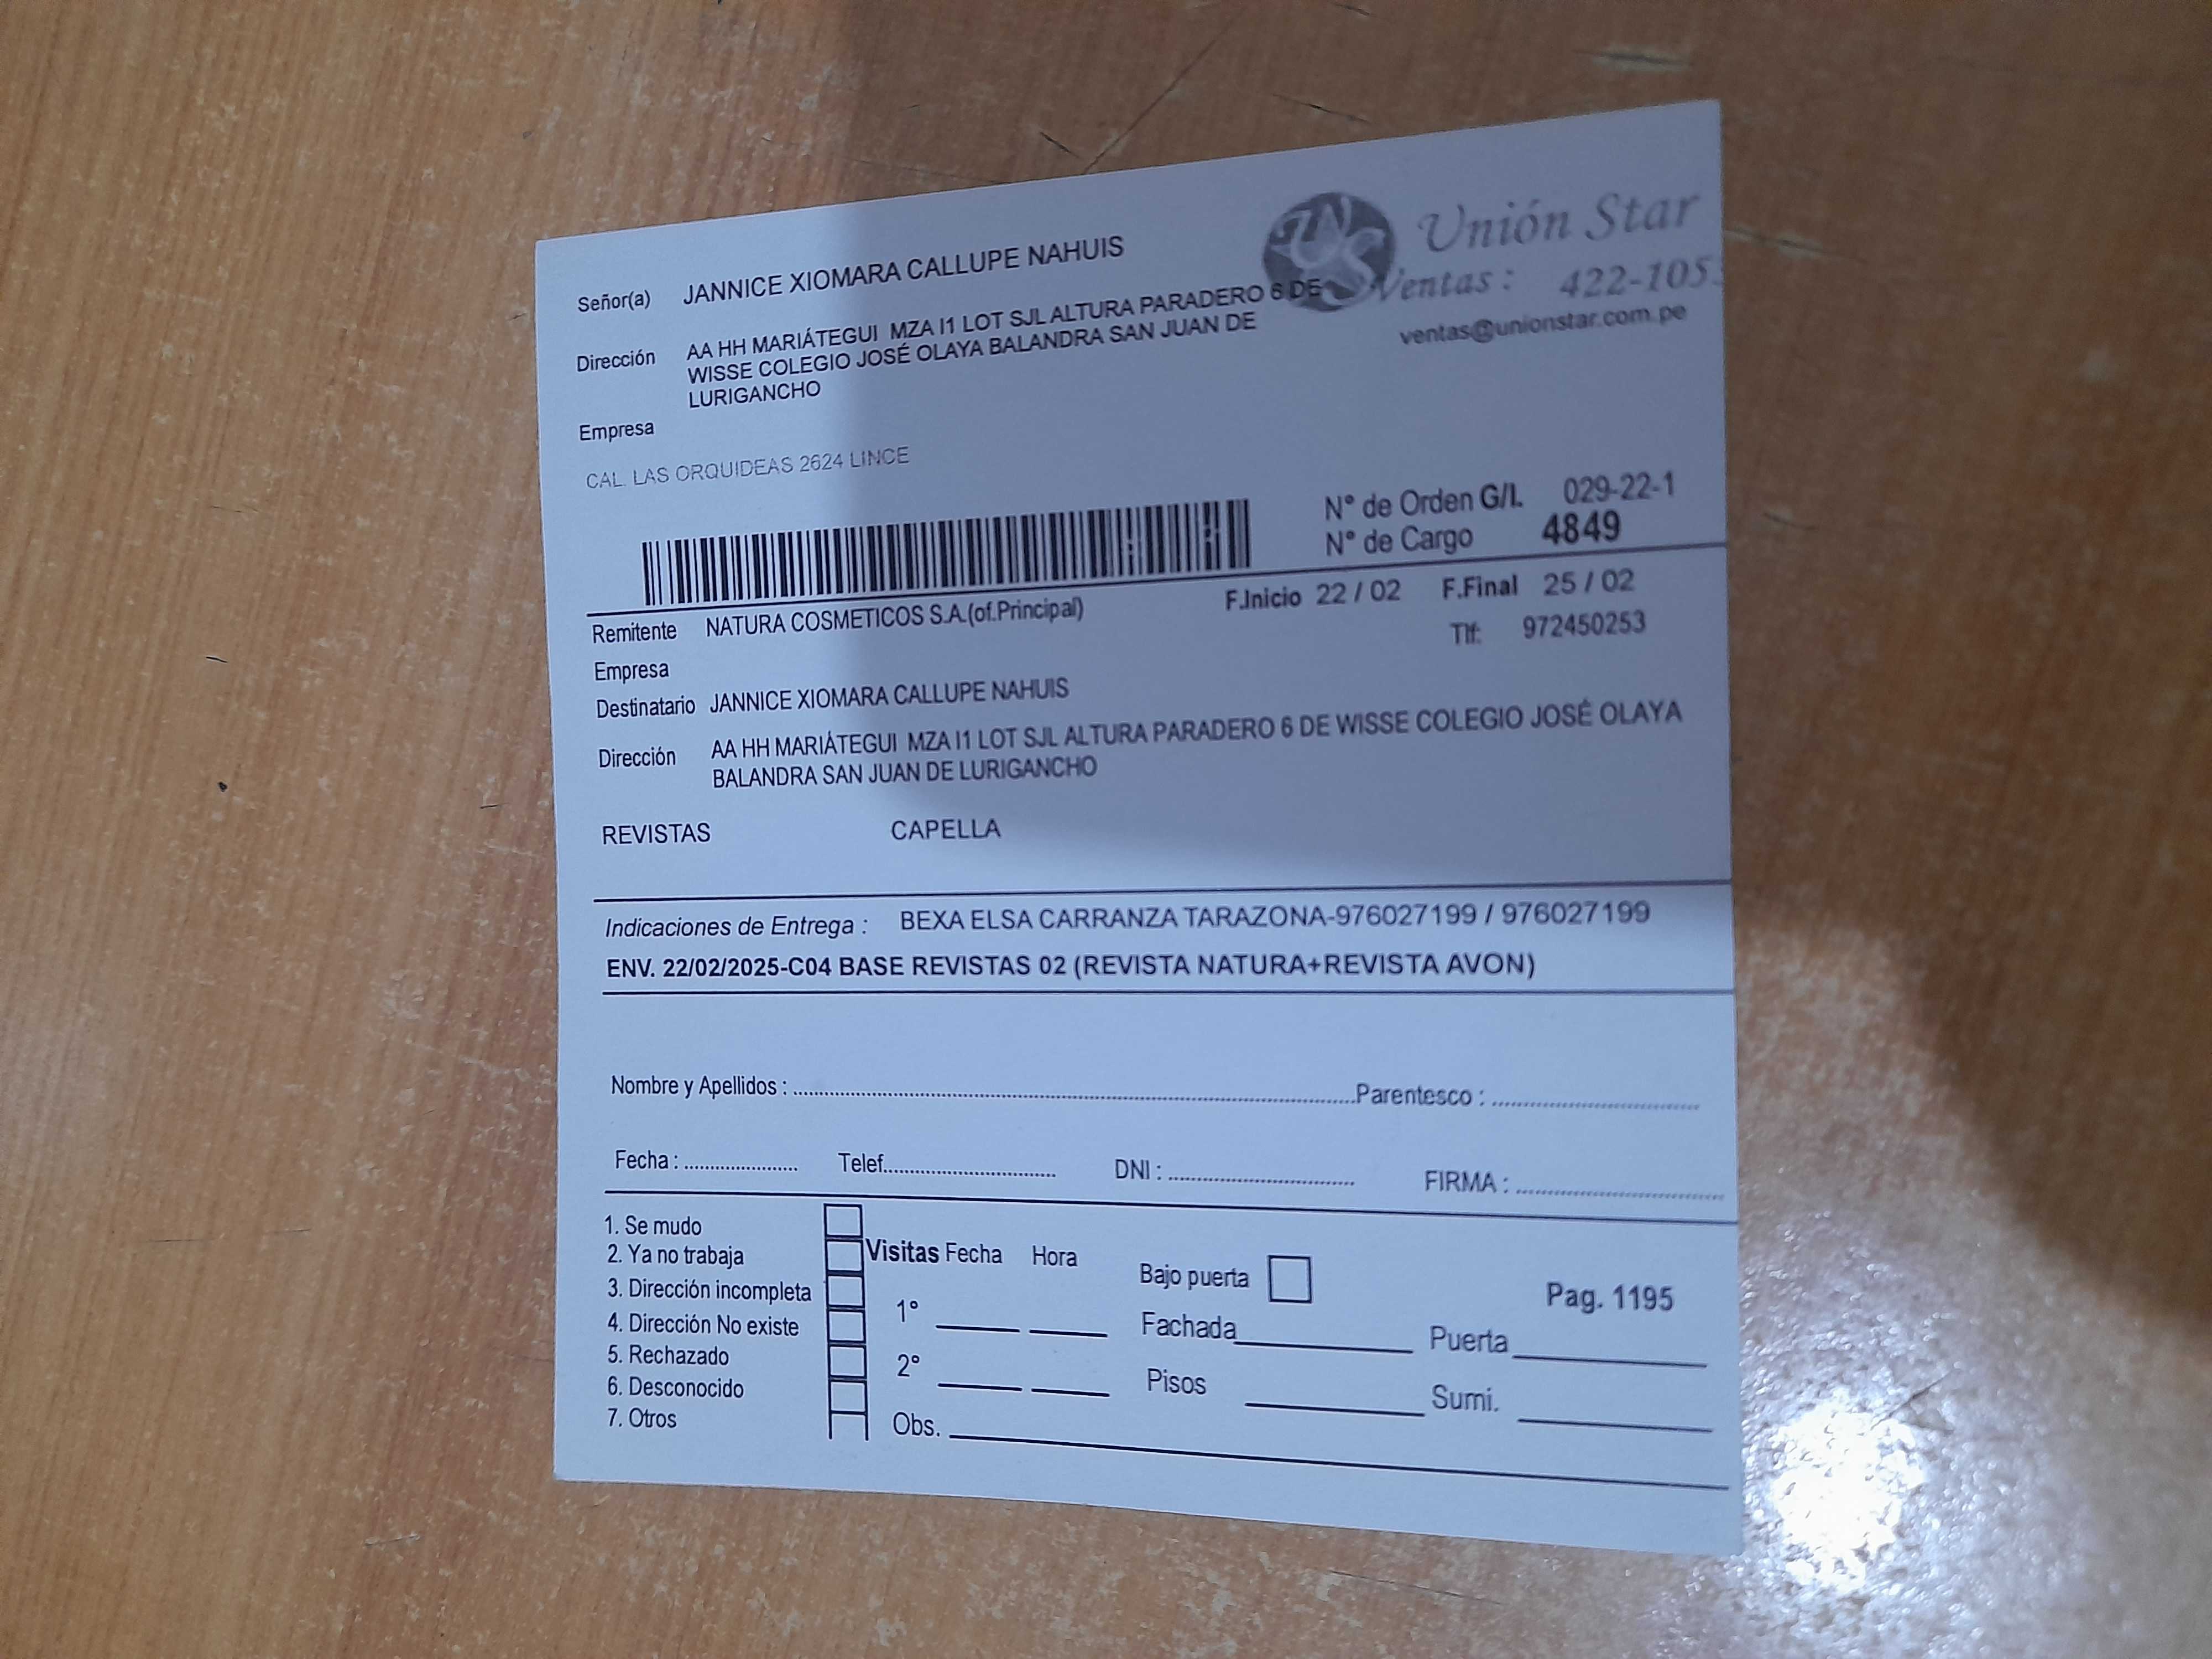 Unión Star
Ventas : 422-105
ventas@unionstar.com.pe
Señor(a) JANNICE XIOMARA CALLUPE NAHUIS
Dirección AA HH MARIÁTEGUI MZA I1 LOT SJL ALTURA PARADERO 6 DE
WISSE COLEGIO JOSÉ OLAYA BALANDRA SAN JUAN DE
LURIGANCHO
Empresa
CAL. LAS ORQUIDEAS 2624 LINCE
N° de Orden G/I. 029-22-1
N° de Cargo 4849
F.Inicio 22 / 02 F.Final 25 / 02
Remitente NATURA COSMETICOS S.A.(of.Principal)
Tlf: 972450253
Empresa
Destinatario JANNICE XIOMARA CALLUPE NAHUIS
Dirección AA HH MARIÁTEGUI MZA I1 LOT SJL ALTURA PARADERO 6 DE WISSE COLEGIO JOSÉ OLAYA
BALANDRA SAN JUAN DE LURIGANCHO
REVISTAS CAPELLA
Indicaciones de Entrega : BEXA ELSA CARRANZA TARAZONA-976027199 / 976027199
ENV. 22/02/2025-C04 BASE REVISTAS 02 (REVISTA NATURA+REVISTA AVON)
Nombre y Apellidos : Parentesco :
Fecha : Telef. DNI : FIRMA :
1. Se mudo
2. Ya no trabaja
3. Dirección incompleta
4. Dirección No existe
5. Rechazado
6. Desconocido
7. Otros
Visitas Fecha Hora
1°
2°
Obs.
Bajo puerta
Fachada Puerta
Pisos Sumi.
Pag. 1195